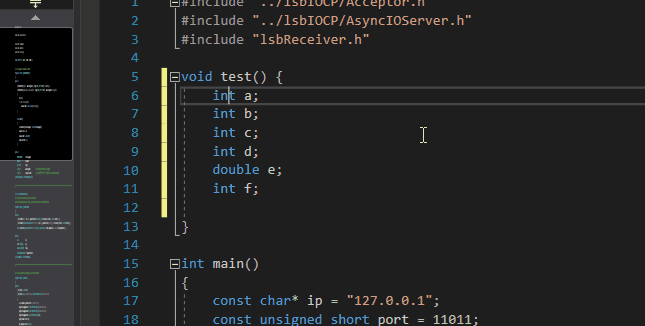 1 #include "../lsbIOCP/Acceptor.h"
2 #include "../lsbIOCP/AsyncIOServer.h"
3 #include "lsbReceiver.h"
4
5 void test() {
6 int a;
7 int b;
8 int c;
9 int d;
10 double e;
11 int f;
12
13 }
14
15 int main()
16 {
17 const char* ip = "127.0.0.1";
18 const unsigned short port = 11011;